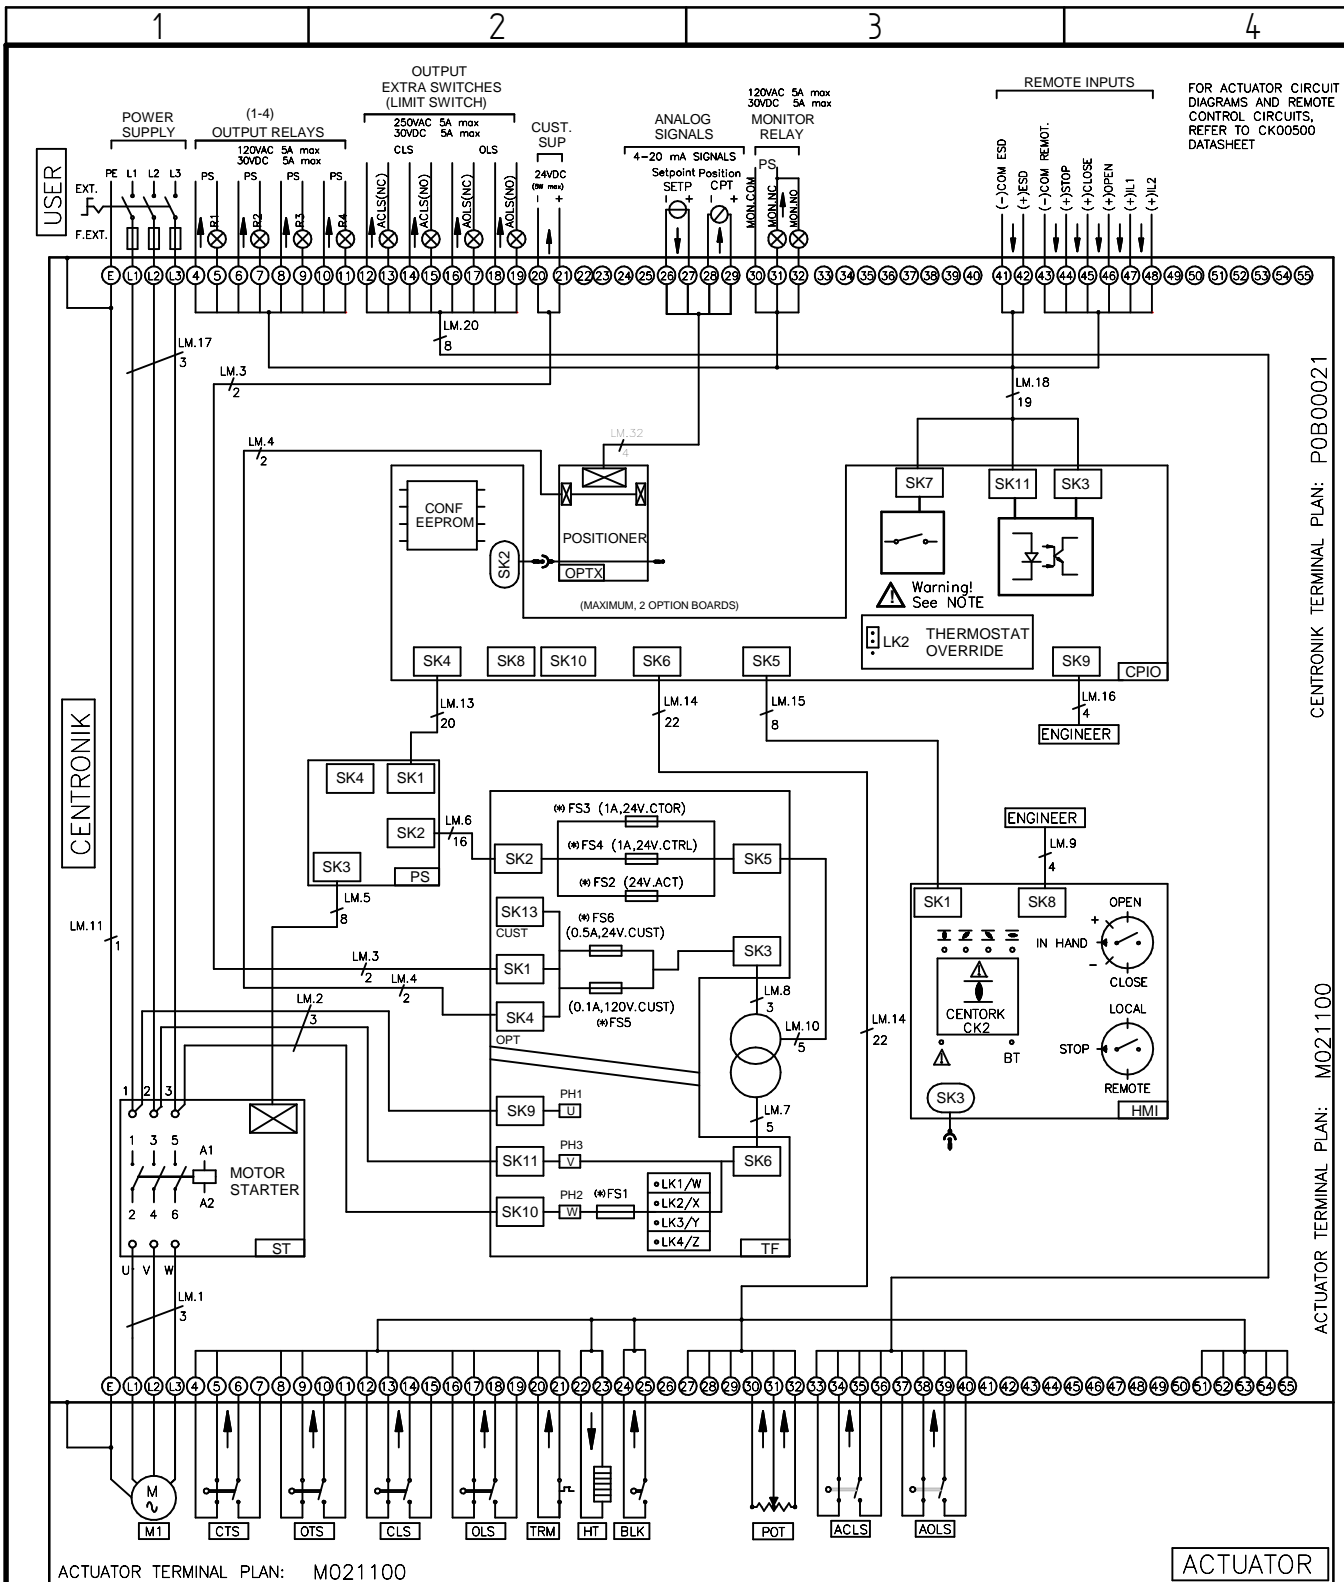 1 2 3 4
POWER
SUPPLY
(1-4)
OUTPUT RELAYS
120VAC 5A max
30VDC 5A max
OUTPUT
EXTRA SWITCHES
(LIMIT SWITCH)
250VAC 5A max
30VDC 5A max
CLS OLS
CUST.
SUP
24VDC
(5W max)
- +
ANALOG
SIGNALS
4-20 mA SIGNALS
Setpoint Position
SETP CPT
- + - +
120VAC 5A max
30VDC 5A max
MONITOR
RELAY
PS
REMOTE INPUTS
FOR ACTUATOR CIRCUIT
DIAGRAMS AND REMOTE
CONTROL CIRCUITS,
REFER TO CK00500
DATASHEET
USER
PE L1 L2 L3
EXT.
F.EXT.
PS PS PS PS
R1 R2 R3 R4
ACLS(NC) ACLS(NO) AOLS(NC) AOLS(NO)
MON.COM MON.NC MON.NO
(-)COM ESD
(+)ESD
(-)COM REMOT.
(+)STOP
(+)CLOSE
(+)OPEN
(+)IL1
(+)IL2
E L1 L2 L3 4 5 6 7 8 9 10 11 12 13 14 15 16 17 18 19 20 21 22 23 24 25 26 27 28 29 30 31 32 33 34 35 36 37 38 39 40 41 42 43 44 45 46 47 48 49 50 51 52 53 54 55
LM.17
3
LM.3
2
LM.20
8
LM.18
19
LM.4
2
LM.32
4
CENTRONIK TERMINAL PLAN: P0B00021
CONF
EEPROM
SK2
POSITIONER
OPTX
(MAXIMUM, 2 OPTION BOARDS)
SK7 SK11 SK3
Warning!
See NOTE
LK2 THERMOSTAT
OVERRIDE
SK4 SK8 SK10 SK6 SK5 SK9
CPIO
LM.13
20
LM.14
22
LM.15
8
LM.16
4
ENGINEER
CENTRONIK
SK4 SK1
SK2
SK3
PS
LM.6
16
LM.5
8
LM.11
1
(*)FS3 (1A,24V.CTOR)
(*)FS4 (1A,24V.CTRL)
(*)FS2 (24V.ACT)
SK2 SK5
SK13
CUST
(*)FS6
(0.5A,24V.CUST)
SK1 SK3
LM.3
2
LM.4
2
SK4
OPT
(0.1A,120V.CUST)
(*)FS5
LM.2
3
LM.8
3
LM.10
5
LM.14
22
LM.7
5
SK9 PH1
U
SK11 PH3
V
SK6
SK10 PH2
W
(*)FS1
LK1/W
LK2/X
LK3/Y
LK4/Z
TF
ENGINEER
LM.9
4
SK1 SK8
OPEN
+
IN HAND
-
CLOSE
CENTORK
CK2
BT
LOCAL
STOP
REMOTE
SK3
HMI
1 2 3
1 3 5
A1
A2
MOTOR
STARTER
2 4 6
ST
U V W
LM.1
3
ACTUATOR TERMINAL PLAN: M021100
E L1 L2 L3 4 5 6 7 8 9 10 11 12 13 14 15 16 17 18 19 20 21 22 23 24 25 26 27 28 29 30 31 32 33 34 35 36 37 38 39 40 41 42 43 44 45 46 47 48 49 50 51 52 53 54 55
M
M1 CTS OTS CLS OLS TRM HT BLK POT ACLS AOLS
ACTUATOR TERMINAL PLAN: M021100
ACTUATOR